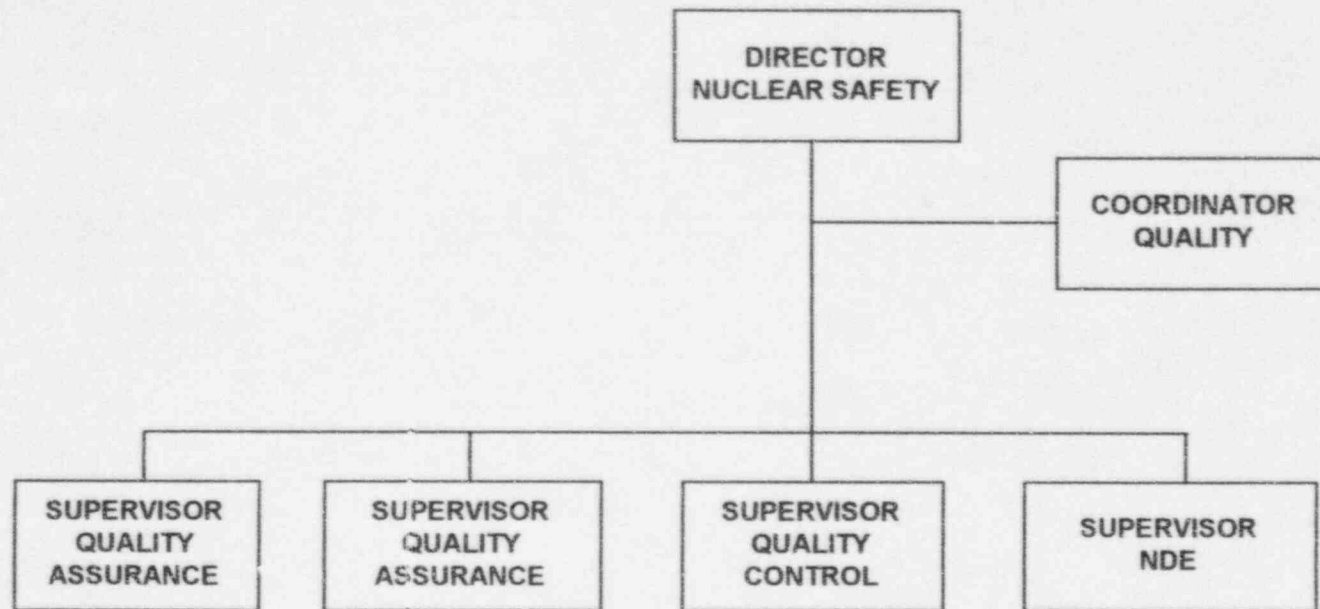 DIRECTOR
NUCLEAR SAFETY
COORDINATOR
QUALITY
SUPERVISOR
QUALITY
ASSURANCE
SUPERVISOR
QUALITY
ASSURANCE
SUPERVISOR
QUALITY
CONTROL
SUPERVISOR
NDE